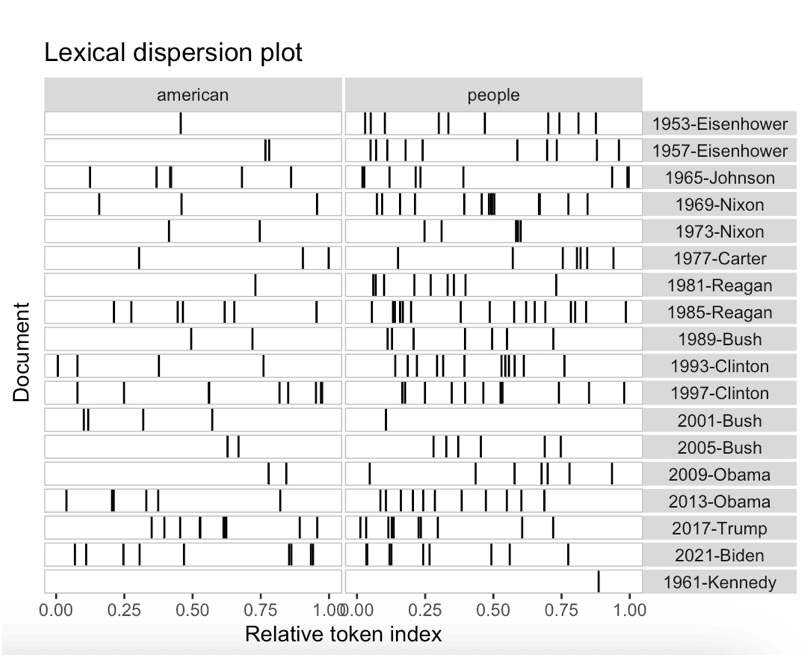 Lexical dispersion plot
american people
1953-Eisenhower
1957-Eisenhower
1965-Johnson
1969-Nixon
1973-Nixon
1977-Carter
1981-Reagan
1985-Reagan
1989-Bush
1993-Clinton
1997-Clinton
2001-Bush
2005-Bush
2009-Obama
2013-Obama
2017-Trump
2021-Biden
1961-Kennedy
Document
0.00 0.25 0.50 0.75 1.00 0.00 0.25 0.50 0.75 1.00
Relative token index